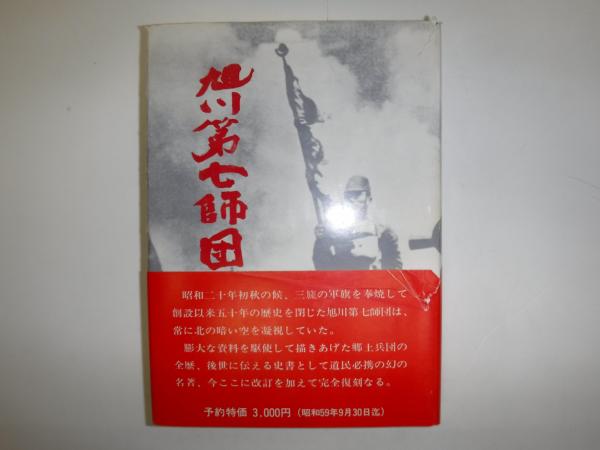 旭川第七師団
昭和二十年初秋の候、三旒の軍旗を奉焼して
創設以来五十年の歴史を閉じた旭川第七師団は、
常に北の暗い空を凝視していた。
膨大な資料を駆使して描きあげた郷土兵団の
全歴、後世に伝える史書として道民必携の幻の
名著、今ここに改訂を加えて完全復刻なる。
予約特価 3,000円 (昭和59年9月30日迄)